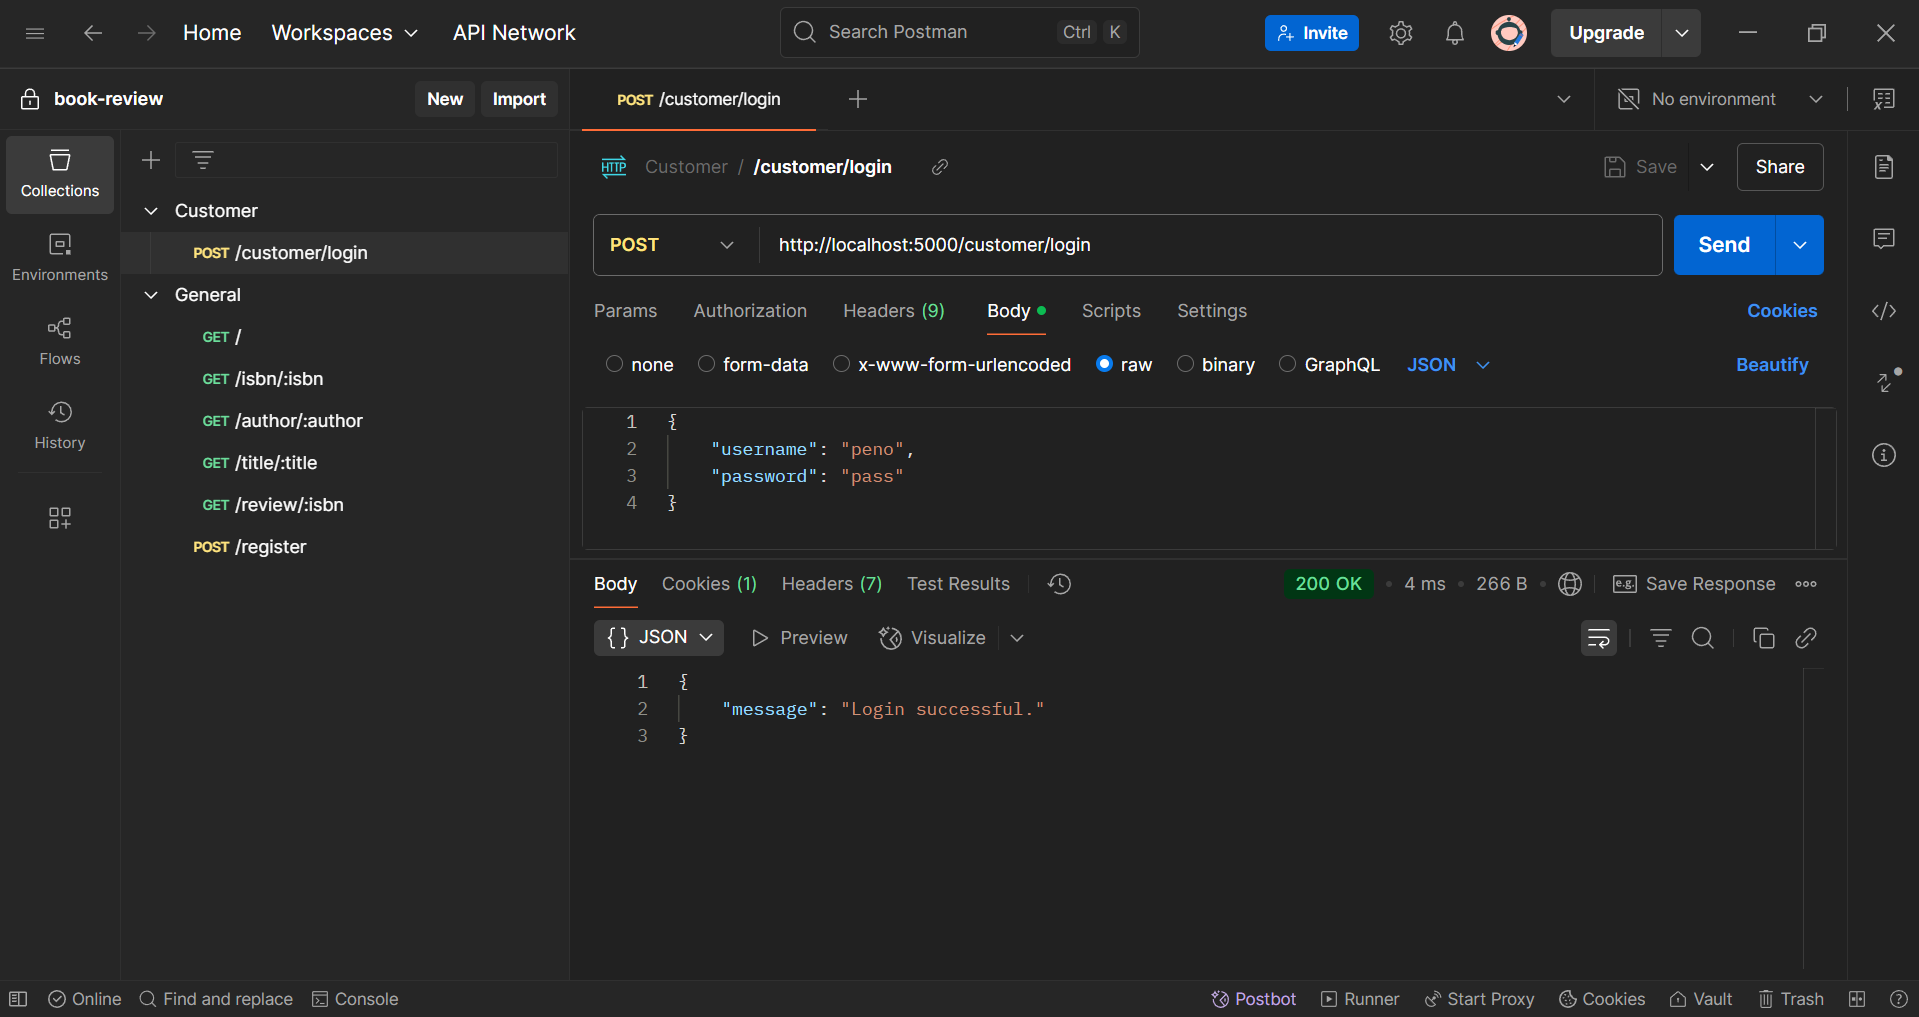 Home Workspaces API Network Search Postman Ctrl K Invite Upgrade
book-review New Import POST /customer/login No environment
Collections
Environments
Flows
History
Customer
POST /customer/login
General
GET /
GET /isbn/:isbn
GET /author/:author
GET /title/:title
GET /review/:isbn
POST /register
HTTP Customer / /customer/login Save Share
POST http://localhost:5000/customer/login Send
Params Authorization Headers (9) Body Scripts Settings Cookies
none form-data x-www-form-urlencoded raw binary GraphQL JSON Beautify
1 {
2 "username": "peno",
3 "password": "pass"
4 }
Body Cookies (1) Headers (7) Test Results 200 OK • 4 ms • 266 B • e.g. Save Response
{} JSON Preview Visualize
1 {
2 "message": "Login successful."
3 }
Online Find and replace Console Postbot Runner Start Proxy Cookies Vault Trash